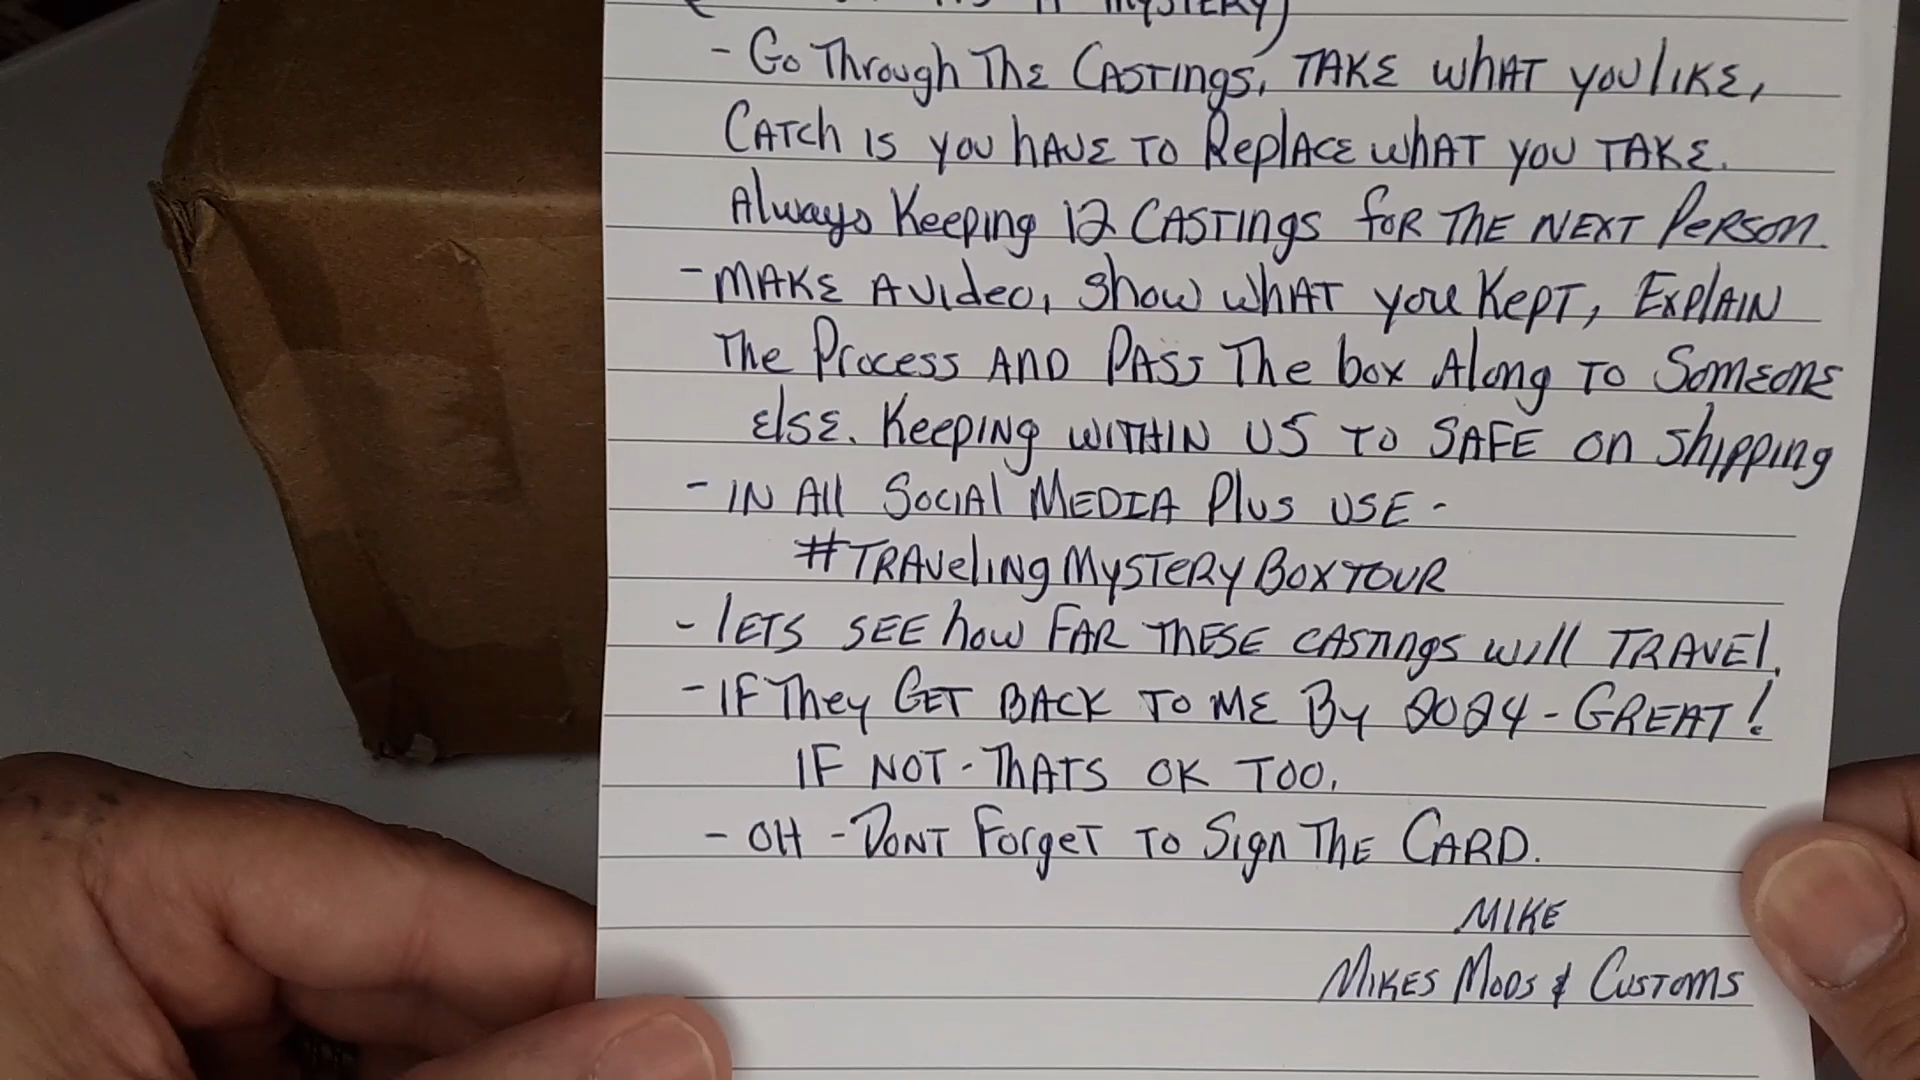 A MYSTERY)
- Go Through The CASTINgs, TAKE whAT you lIKE,
CATCh IS you hAVE TO ReplACE whAT you TAKE.
Always Keeping 12 CASTINgs foR THE NEXT PeRSon.
- MAKE A VIdeo, Show whAT you KepT, ExplAIN
The Process AND PASS The box Along To SomEonE
ElsE. KeepINg WITHIN US TO SAFE on ShIppINg
- IN All SocIAl MEDIA Plus USE -
#TRAVelINgMySTeRyBoxTOUR
- lETS SEE how FAR THESE CASTINgs will TRAVEl.
- IF They GET BACK TO ME By 2024 - GREAT!
IF NOT - ThATS OK TOO.
- OH - DONT ForgeT TO SIgn THE CARD.
MIKE
MIKES MoDS & CUSToms